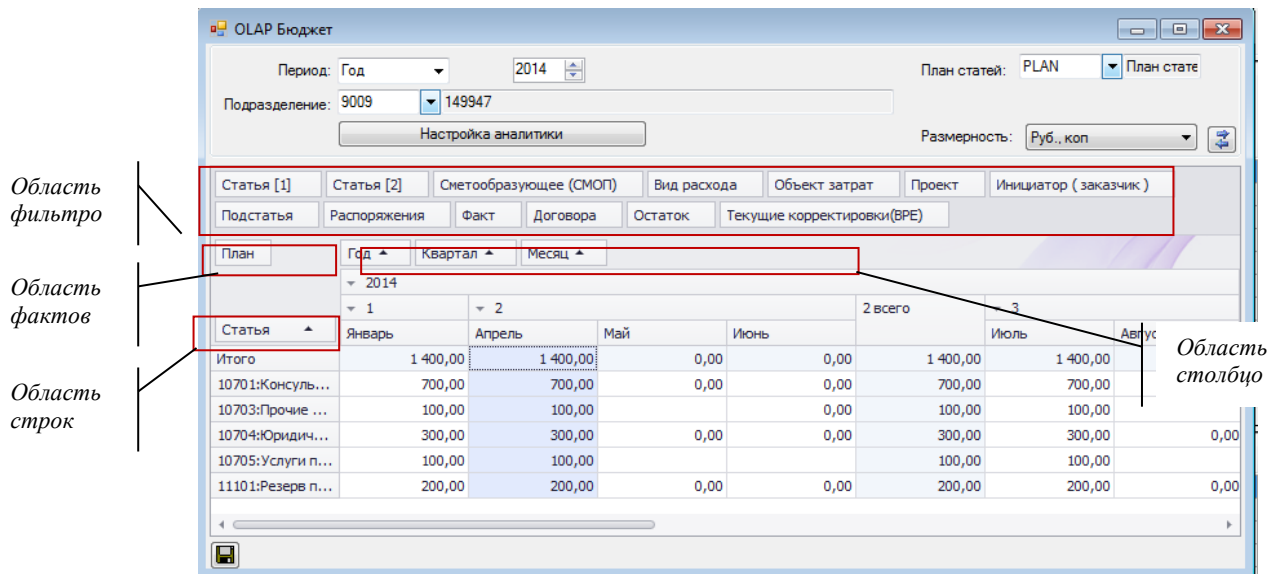 OLAP Бюджет
Период: Год 2014 План статей: PLAN План стате
Подразделение: 9009 149947
Настройка аналитики Размерность: Руб., коп
Область фильтро
Статья [1] Статья [2] Сметообразующее (СМОП) Вид расхода Объект затрат Проект Инициатор ( заказчик )
Подстатья Распоряжения Факт Договора Остаток Текущие корректировки(ВРЕ)
План Год Квартал Месяц
Область фактов
2014
1 2 2 всего 3
Статья Январь Апрель Май Июнь Июль Авгус
Область столбцо
Итого 1 400,00 1 400,00 0,00 0,00 1 400,00 1 400,00
Область строк
10701:Консуль... 700,00 700,00 0,00 0,00 700,00 700,00
10703:Прочие ... 100,00 100,00 0,00 100,00 100,00
10704:Юридич... 300,00 300,00 0,00 0,00 300,00 300,00 0,00
10705:Услуги п... 100,00 100,00 100,00 100,00
11101:Резерв п... 200,00 200,00 0,00 0,00 200,00 200,00 0,00